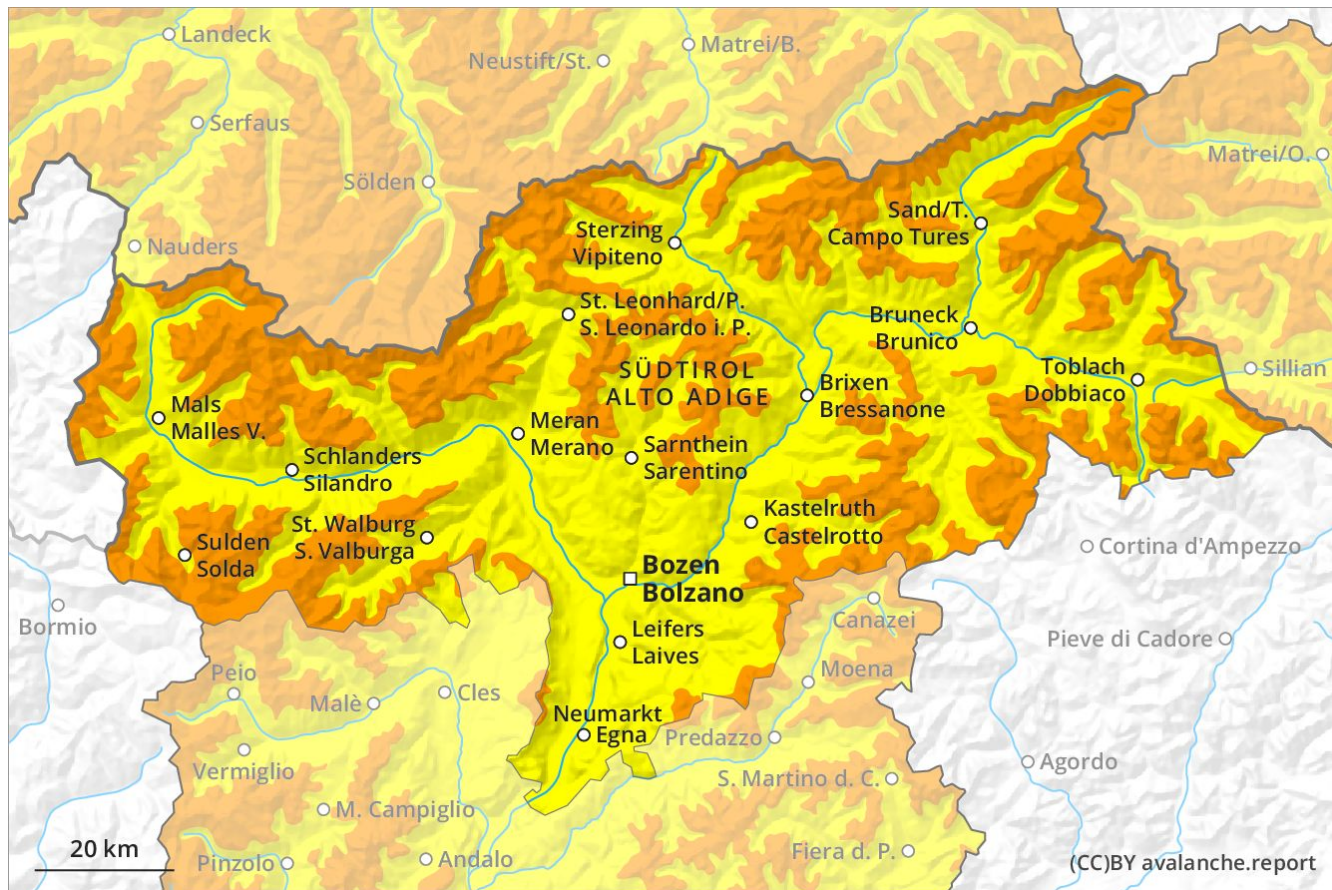 Landeck
Matrei/B.
Neustift/St.
Serfaus
Matrei/O.
Sölden
Sand/T.
Campo Tures
Nauders
Sterzing
Vipiteno
St. Leonhard/P.
S. Leonardo i. P.
Bruneck
Brunico
SÜDTIROL
ALTO ADIGE
Toblach
Dobbiaco
Sillian
Mals
Malles V.
Brixen
Bressanone
Meran
Merano
Sarnthein
Sarentino
Schlanders
Silandro
Kastelruth
Castelrotto
St. Walburg
S. Valburga
Sulden
Solda
Cortina d'Ampezzo
Bozen
Bolzano
Bormio
Canazei
Leifers
Laives
Pieve di Cadore
Peio
Moena
Malè
Cles
Neumarkt
Egna
Predazzo
Vermiglio
Agordo
S. Martino d. C.
M. Campiglio
20 km
Pinzolo
Andalo
Fiera d. P.
(CC)BY avalanche.report